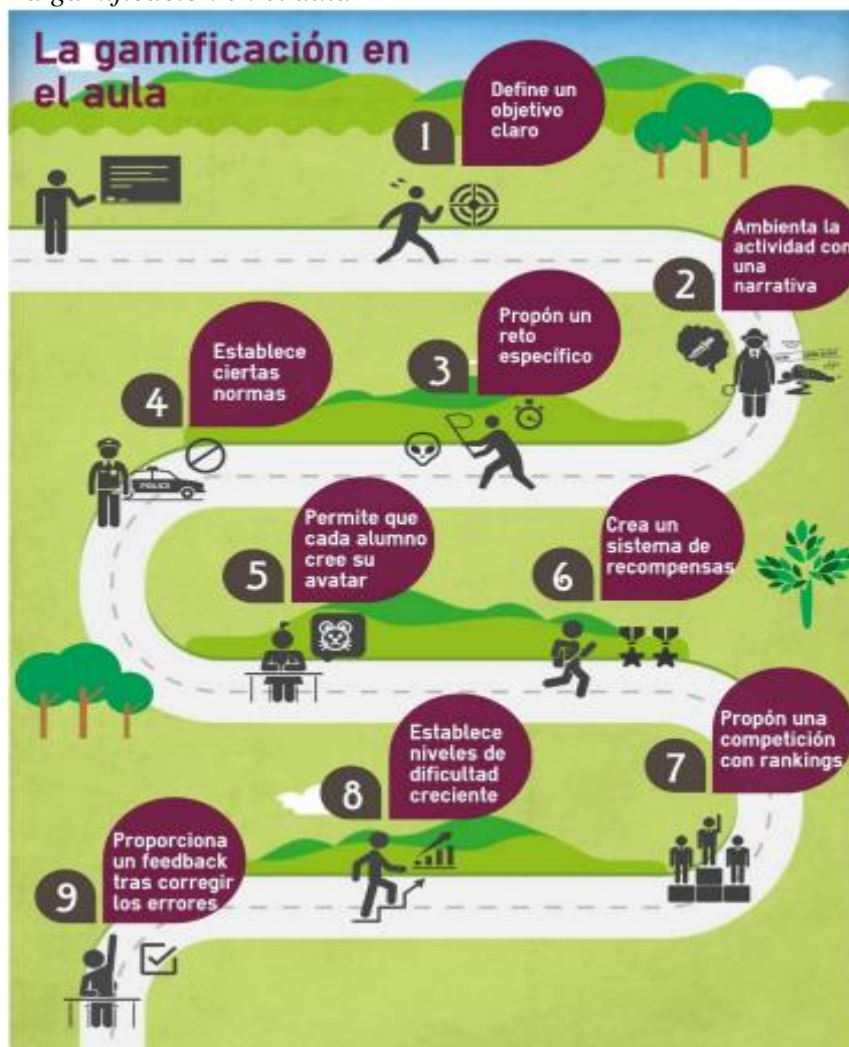 La gamificación en
el aula
1
Define un
objetivo
claro
2
Ambienta la
actividad con
una
narrativa
3
Propón un
reto
específico
4
Establece
ciertas
normas
POLICE
5
Permite que
cada alumno
cree su
avatar
6
Crea un
sistema de
recompensas
7
Propón una
competición
con rankings
8
Establece
niveles de
dificultad
creciente
9
Proporciona
un feedback
tras corregir
los errores